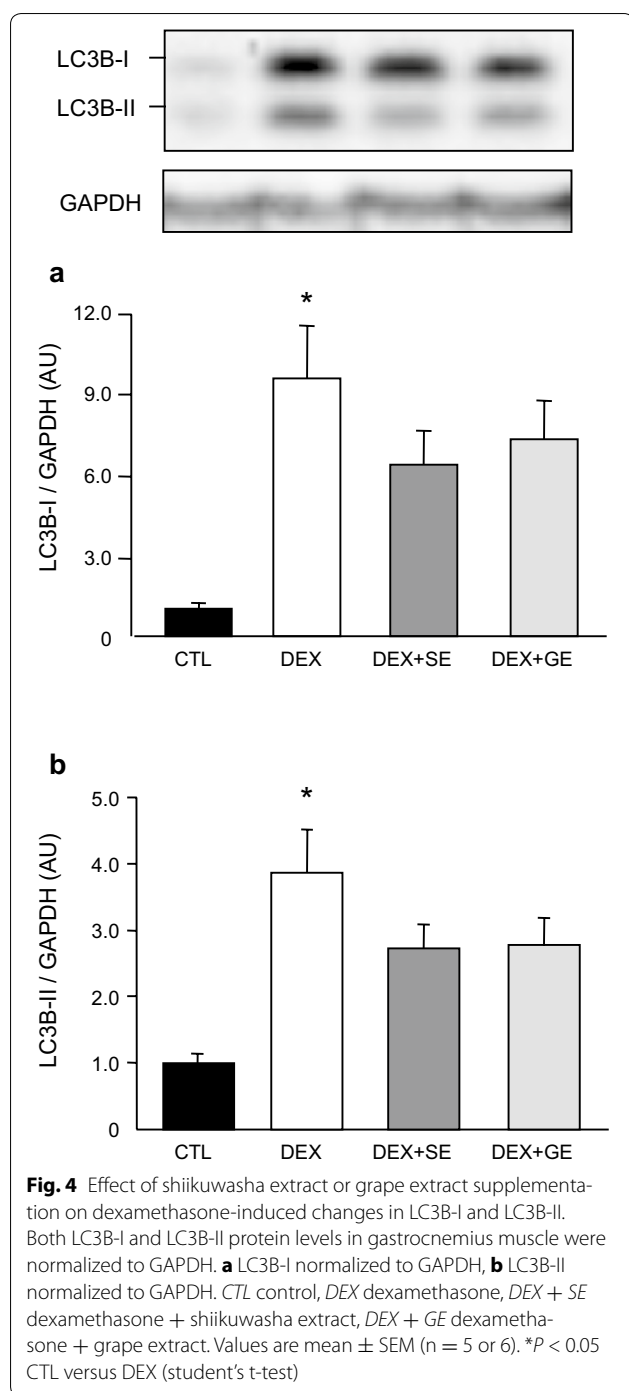 LC3B-I
LC3B-II
GAPDH
a
12.0
*
9.0
6.0
3.0
0
LC3B-I / GAPDH (AU)
CTL DEX DEX+SE DEX+GE
b
5.0
*
4.0
3.0
2.0
1.0
0
LC3B-II / GAPDH (AU)
CTL DEX DEX+SE DEX+GE
Fig. 4 Effect of shiikuwasha extract or grape extract supplementa-
tion on dexamethasone-induced changes in LC3B-I and LC3B-II.
Both LC3B-I and LC3B-II protein levels in gastrocnemius muscle were
normalized to GAPDH. a LC3B-I normalized to GAPDH, b LC3B-II
normalized to GAPDH. CTL control, DEX dexamethasone, DEX + SE
dexamethasone + shiikuwasha extract, DEX + GE dexametha-
sone + grape extract. Values are mean ± SEM (n = 5 or 6). *P < 0.05
CTL versus DEX (student's t-test)